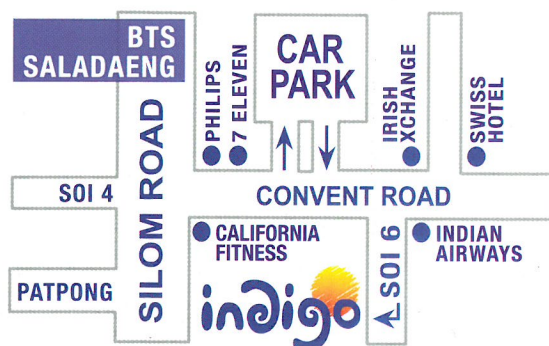 BTS
SALADAENG
PHILIPS
7 ELEVEN
CAR
PARK
IRISH
XCHANGE
SWISS
HOTEL
SOI 4
SILOM ROAD
CONVENT ROAD
CALIFORNIA
FITNESS
SOI 6
INDIAN
AIRWAYS
PATPONG
indigo